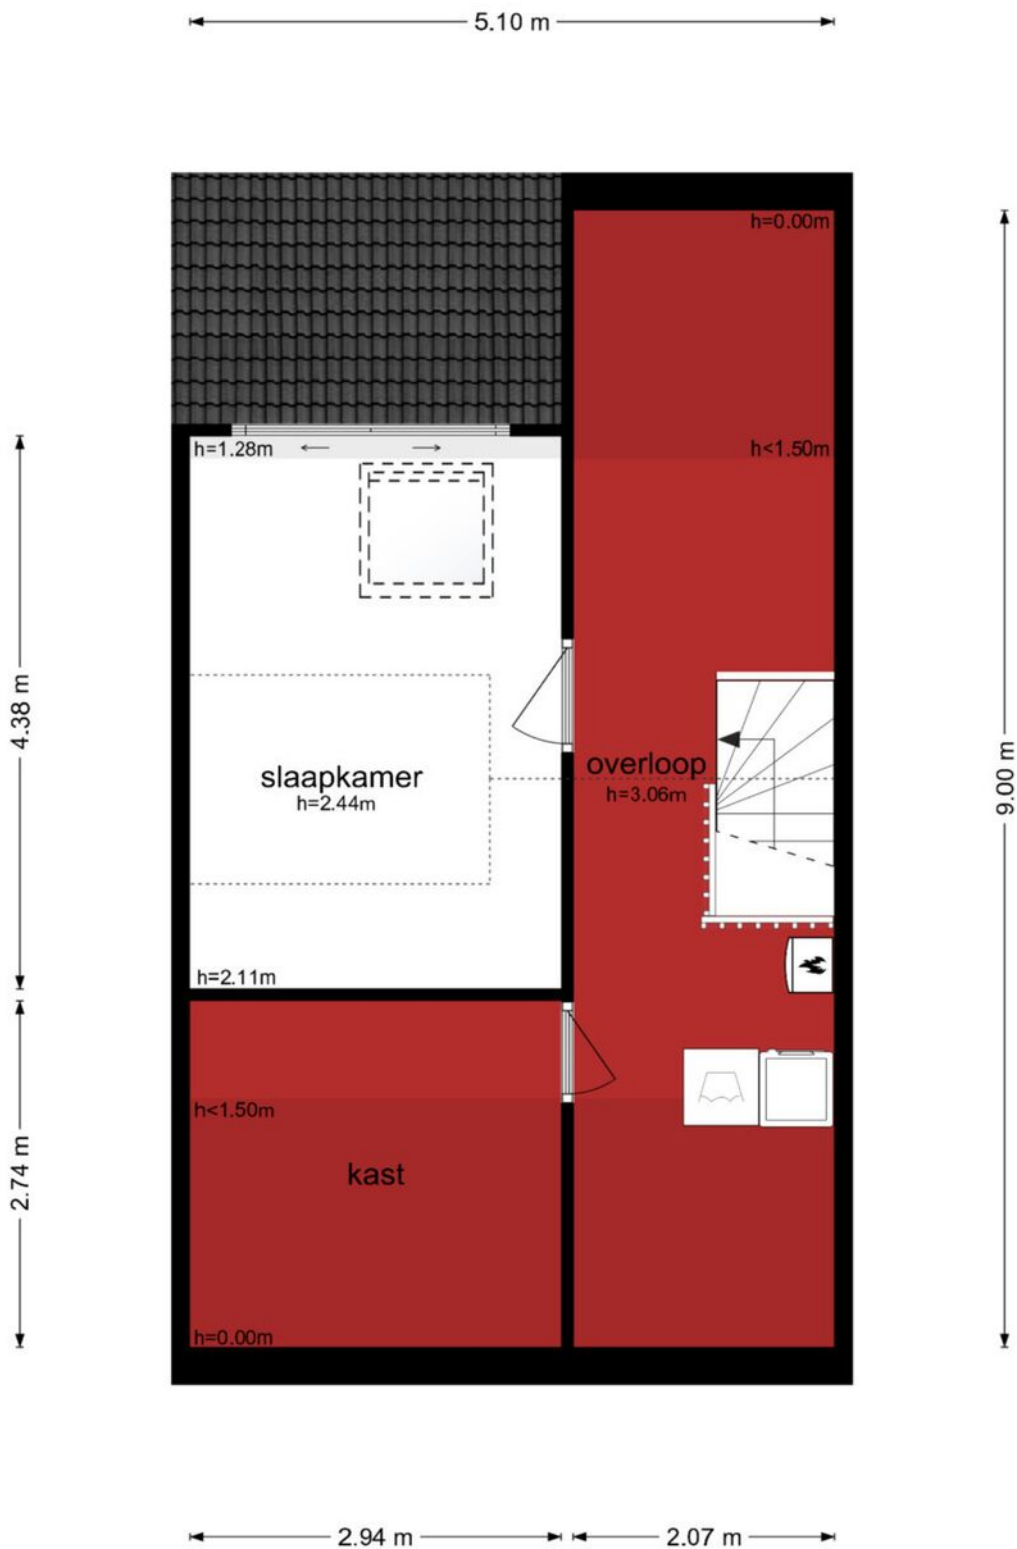 5.10 m
h=0.00m
h=1.28m
h<1.50m
4.38 m
slaapkamer
h=2.44m
overloop
h=3.06m
9.00 m
h=2.11m
h<1.50m
2.74 m
kast
h=0.00m
2.94 m
2.07 m